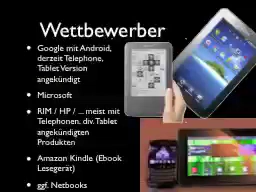 Wettbewerber
• Google mit Android,
derzeit Telephone,
Tablet Version
angekündigt
• Microsoft
• RIM / HP / ... meist mit
Telephonen. div. Tablet
angekündigten
Produkten
• Amazon Kindle (Ebook
Lesegerät)
• ggf. Netbooks